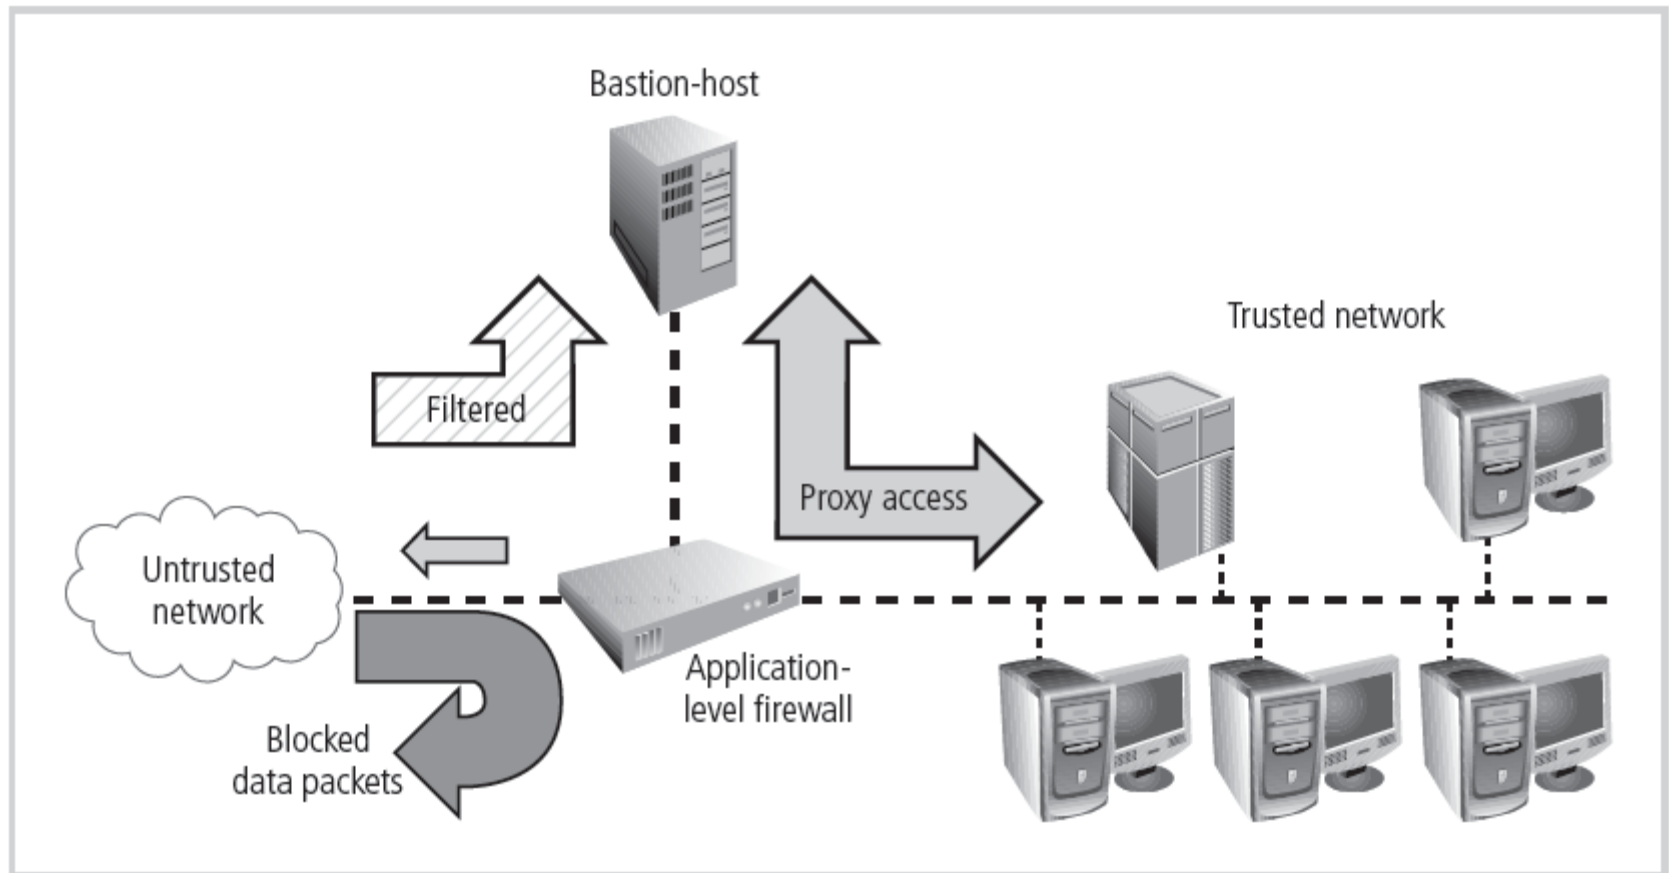 Bastion-host
Trusted network
Filtered
Proxy access
Untrusted
network
Application-
level firewall
Blocked
data packets